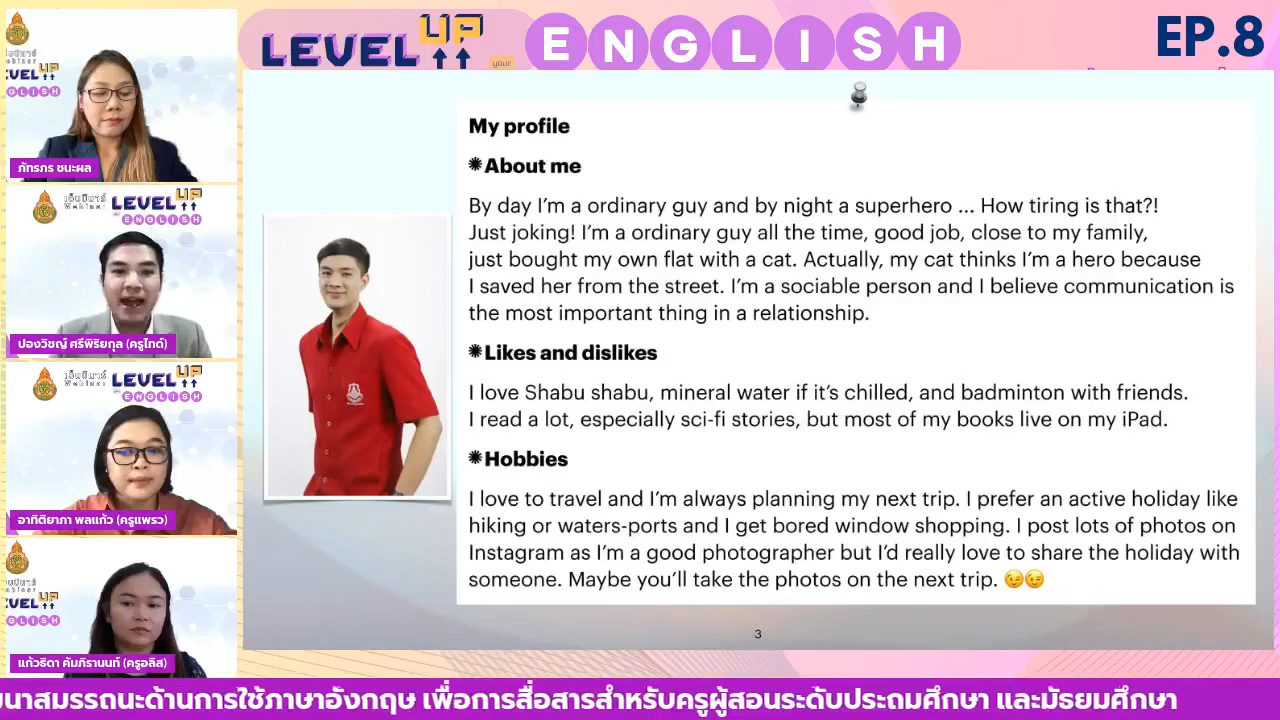 LEVEL UP
your
ENGLISH
EP.8
ภัทรภร ชนะผล
เอ็บบีนาร์ LEVEL UP
Webinar
ENGLISH
ปองวิชญ์ ศรีพิริยกุล (ครูไทด์)
LEVEL UP
Webinar
ENGLISH
อาทิติยาภา พลแก้ว (ครูแพรว)
ENGLISH
แก้วธิดา คัมภิรานนท์ (ครูอลิส)
My profile
✺About me
By day I’m a ordinary guy and by night a superhero ... How tiring is that?!
Just joking! I’m a ordinary guy all the time, good job, close to my family,
just bought my own flat with a cat. Actually, my cat thinks I’m a hero because
I saved her from the street. I’m a sociable person and I believe communication is
the most important thing in a relationship.
✺Likes and dislikes
I love Shabu shabu, mineral water if it’s chilled, and badminton with friends.
I read a lot, especially sci-fi stories, but most of my books live on my iPad.
✺Hobbies
I love to travel and I’m always planning my next trip. I prefer an active holiday like
hiking or waters-ports and I get bored window shopping. I post lots of photos on
Instagram as I’m a good photographer but I’d really love to share the holiday with
someone. Maybe you’ll take the photos on the next trip. 😉😉
3
นาสมรรถนะด้านการใช้ภาษาอังกฤษ เพื่อการสื่อสารสำหรับครูผู้สอนระดับประถมศึกษา และมัธยมศึกษา